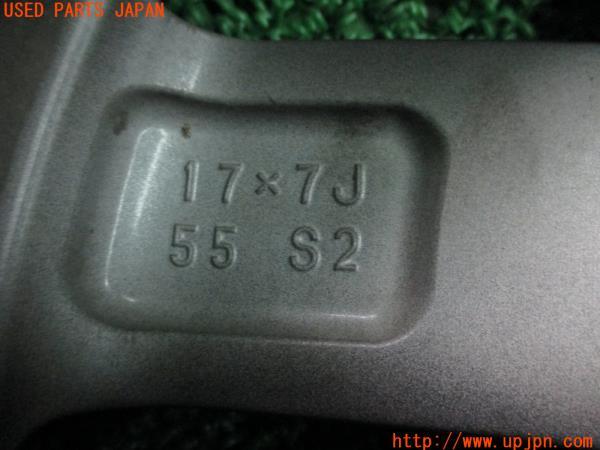 USED PARTS JAPAN
17×7J
55 S2
http://www.upjpn.com/